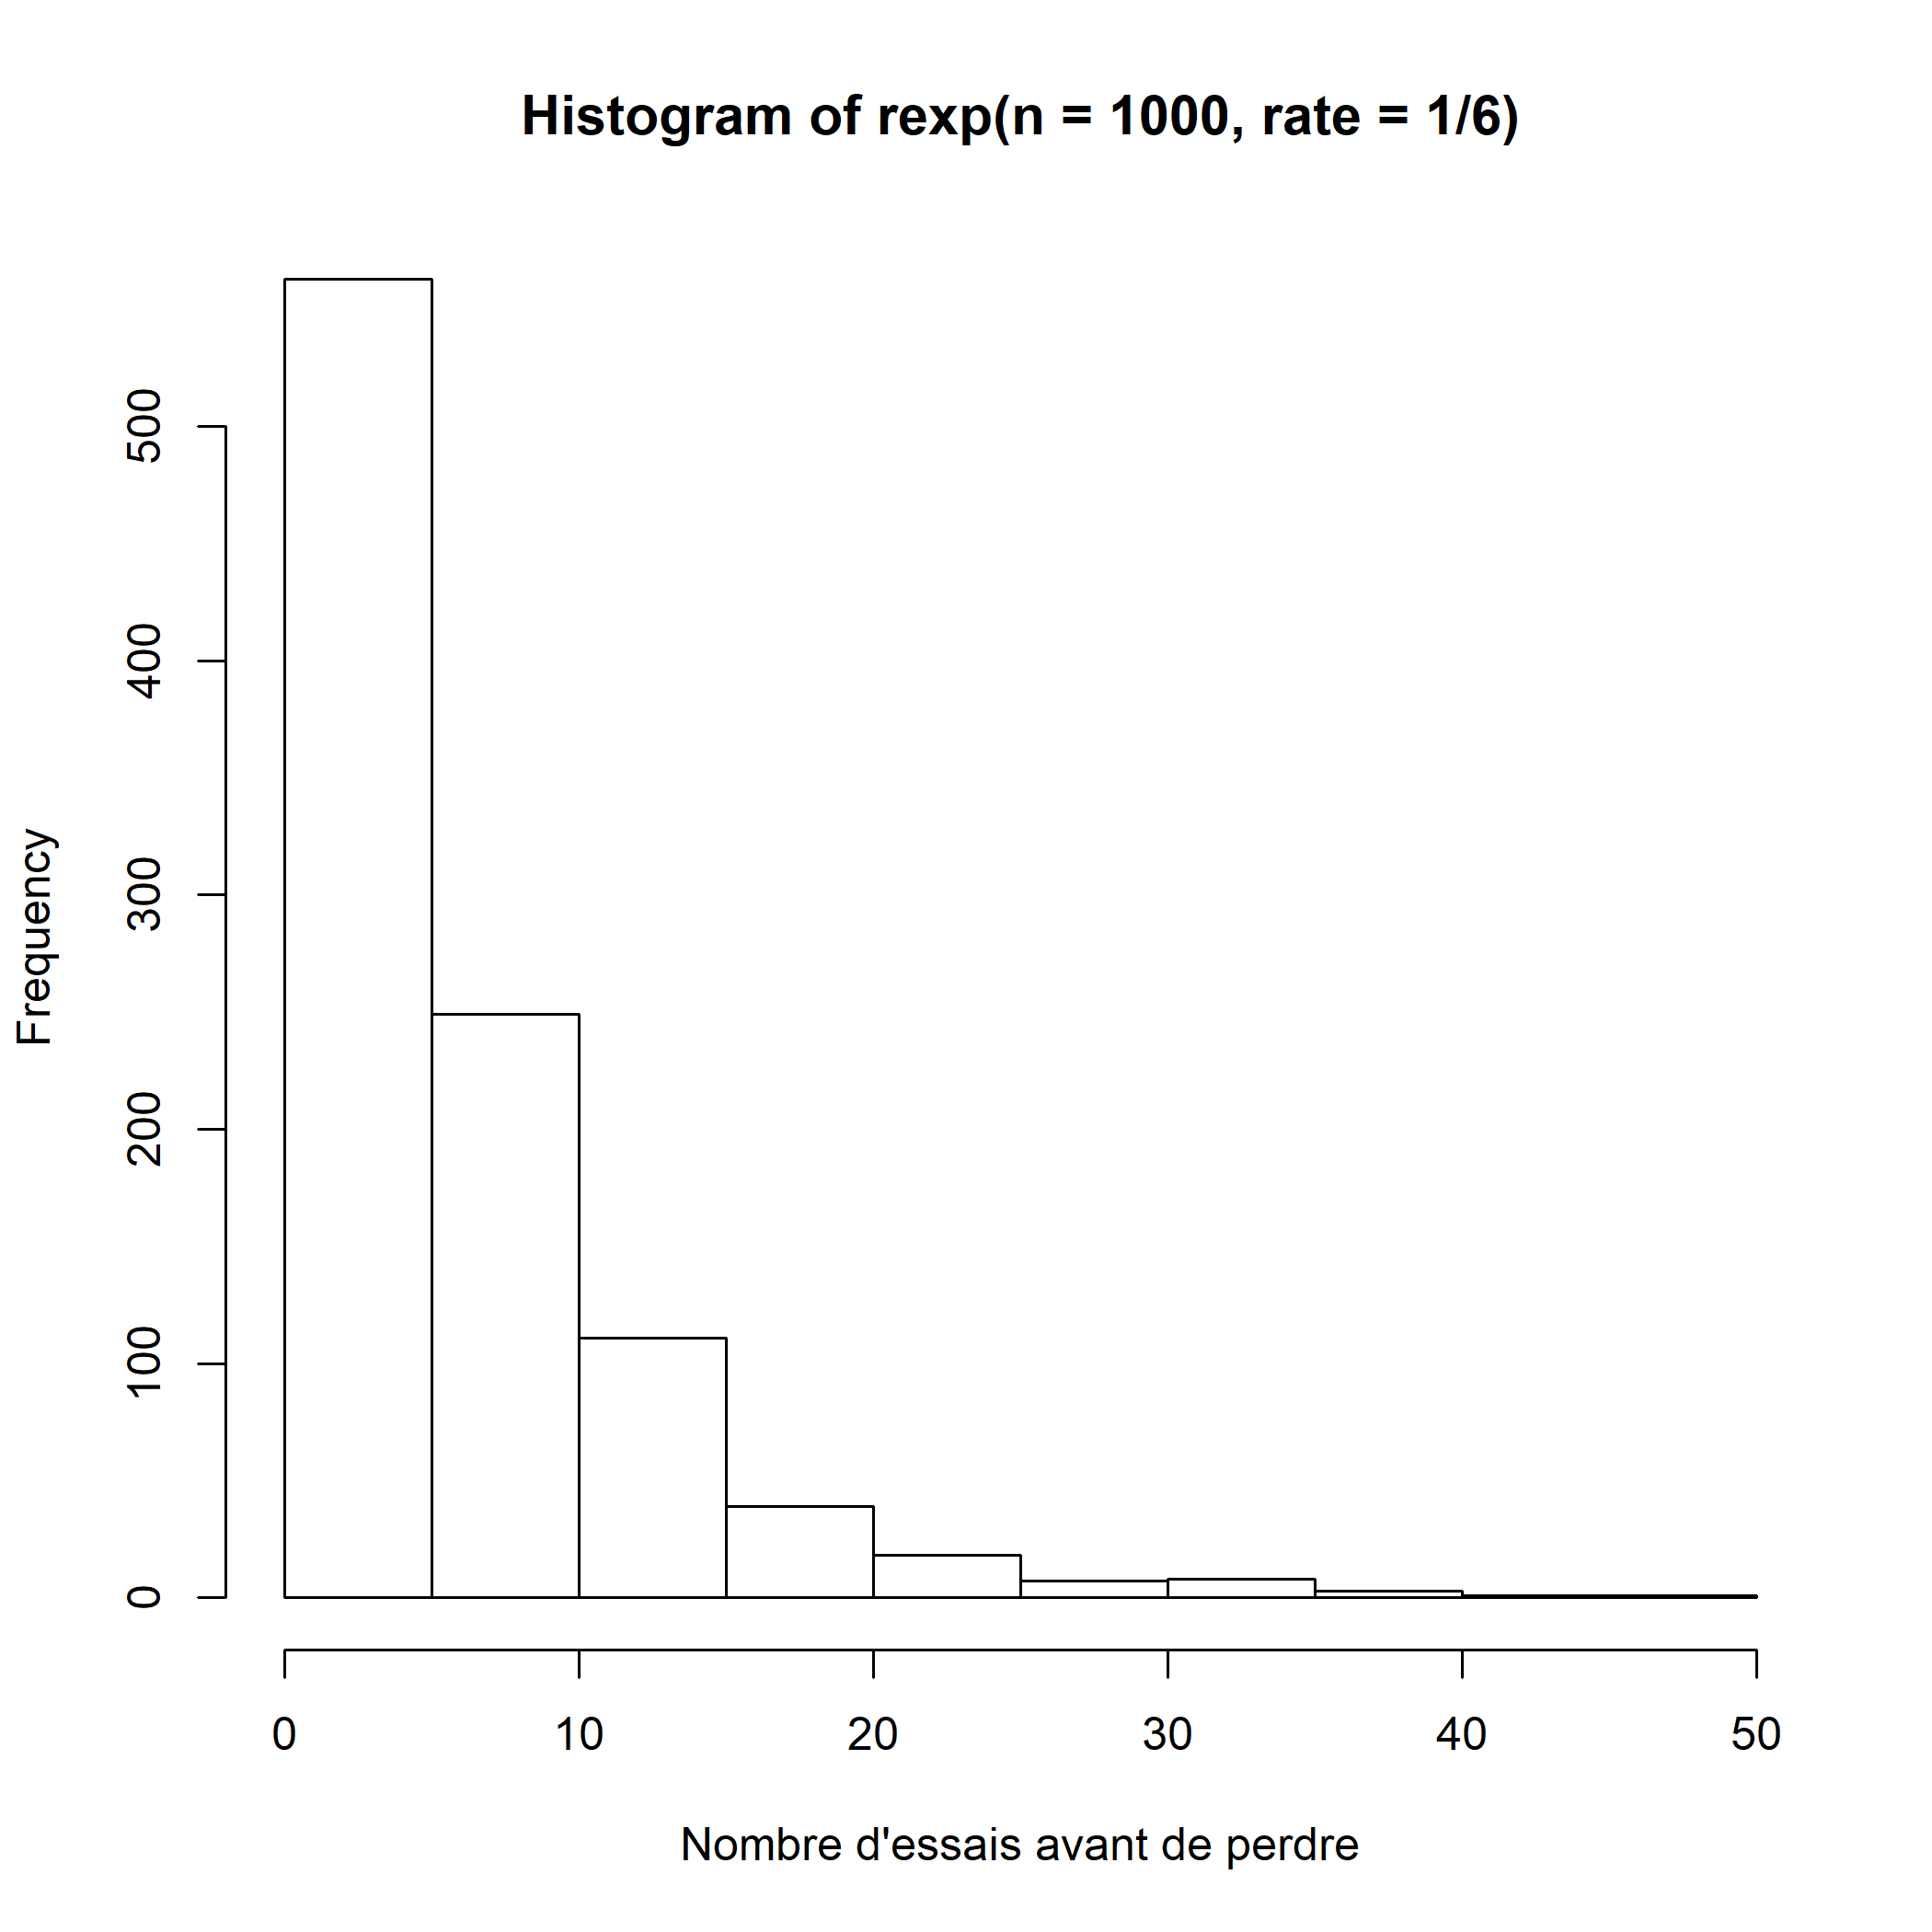 Histogram of rexp(n = 1000, rate = 1/6)
Frequency
500
400
300
200
100
0
0 10 20 30 40 50
Nombre d'essais avant de perdre